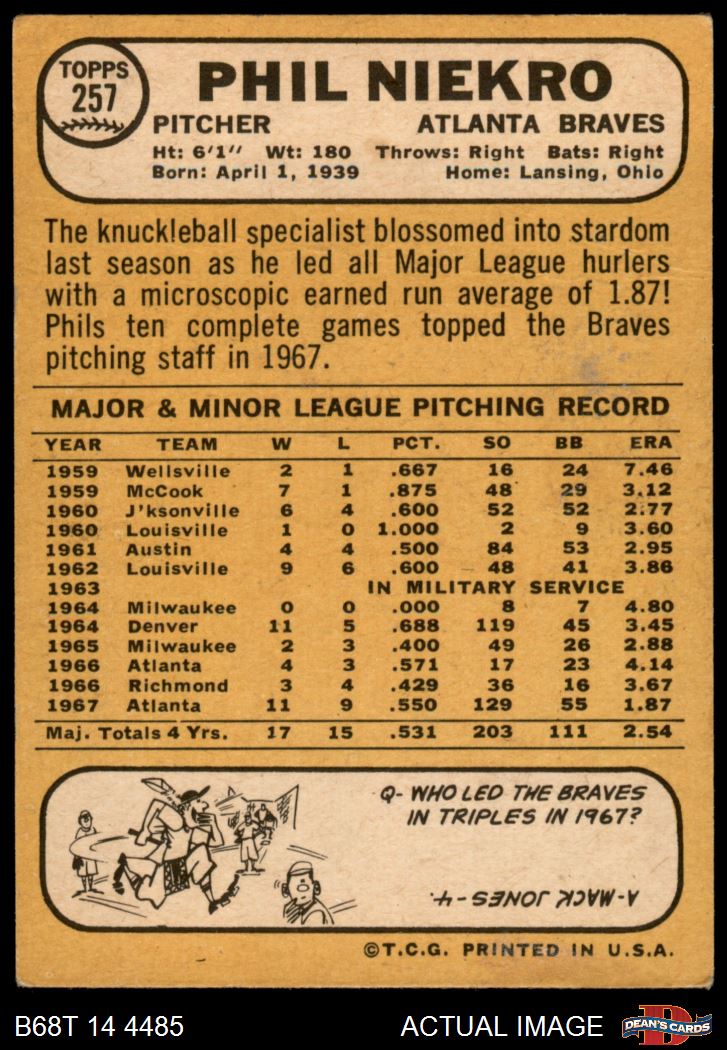 TOPPS
257
PHIL NIEKRO
PITCHER ATLANTA BRAVES
Ht: 6'1" Wt: 180 Throws: Right Bats: Right
Born: April 1, 1939 Home: Lansing, Ohio
The knuckleball specialist blossomed into stardom
last season as he led all Major League hurlers
with a microscopic earned run average of 1.87!
Phils ten complete games topped the Braves
pitching staff in 1967.
MAJOR & MINOR LEAGUE PITCHING RECORD
YEAR TEAM W L PCT. SO BB ERA
1959 Wellsville 2 1 .667 16 24 7.46
1959 McCook 7 1 .875 48 29 3.12
1960 J'ksonville 6 4 .600 52 52 2.77
1960 Louisville 1 0 1.000 2 9 3.60
1961 Austin 4 4 .500 84 53 2.95
1962 Louisville 9 6 .600 48 41 3.86
1963 IN MILITARY SERVICE
1964 Milwaukee 0 0 .000 8 7 4.80
1964 Denver 11 5 .688 119 45 3.45
1965 Milwaukee 2 3 .400 49 26 2.88
1966 Atlanta 4 3 .571 17 23 4.14
1966 Richmond 3 4 .429 36 16 3.67
1967 Atlanta 11 9 .550 129 55 1.87
Maj. Totals 4 Yrs. 17 15 .531 203 111 2.54
Q- WHO LED THE BRAVES
IN TRIPLES IN 1967?
A- MACK JONES - 4.
©T.C.G. PRINTED IN U.S.A.
B68T 14 4485 ACTUAL IMAGE
D
DEAN'S CARDS